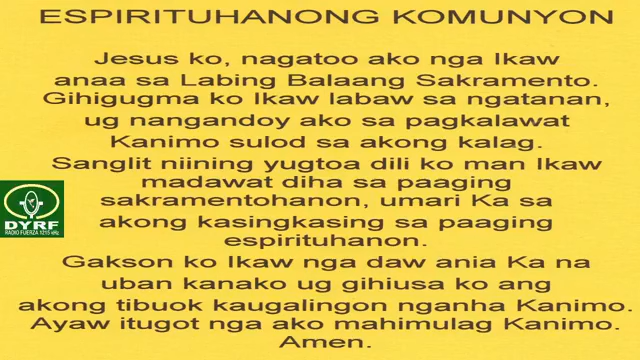 ESPIRITUHANONG KOMUNYON
Jesus ko, nagatoo ako nga Ikaw
anaa sa Labing Balaang Sakramento.
Gihigugma ko Ikaw labaw sa ngatanan,
ug nangandoy ako sa pagkalawat
Kanimo sulod sa akong kalag.
Sanglit niining yugtoa dili ko man Ikaw
madawat diha sa paaging
sakramentohanon, umari Ka sa
akong kasingkasing sa paaging
espirituhanon.
Gakson ko Ikaw nga daw ania Ka na
uban kanako ug gihiusa ko ang
akong tibuok kaugalingon nganha Kanimo.
Ayaw itugot nga ako mahimulag Kanimo.
Amen.
DYRF
RADIO FUERZA 1215 kHz